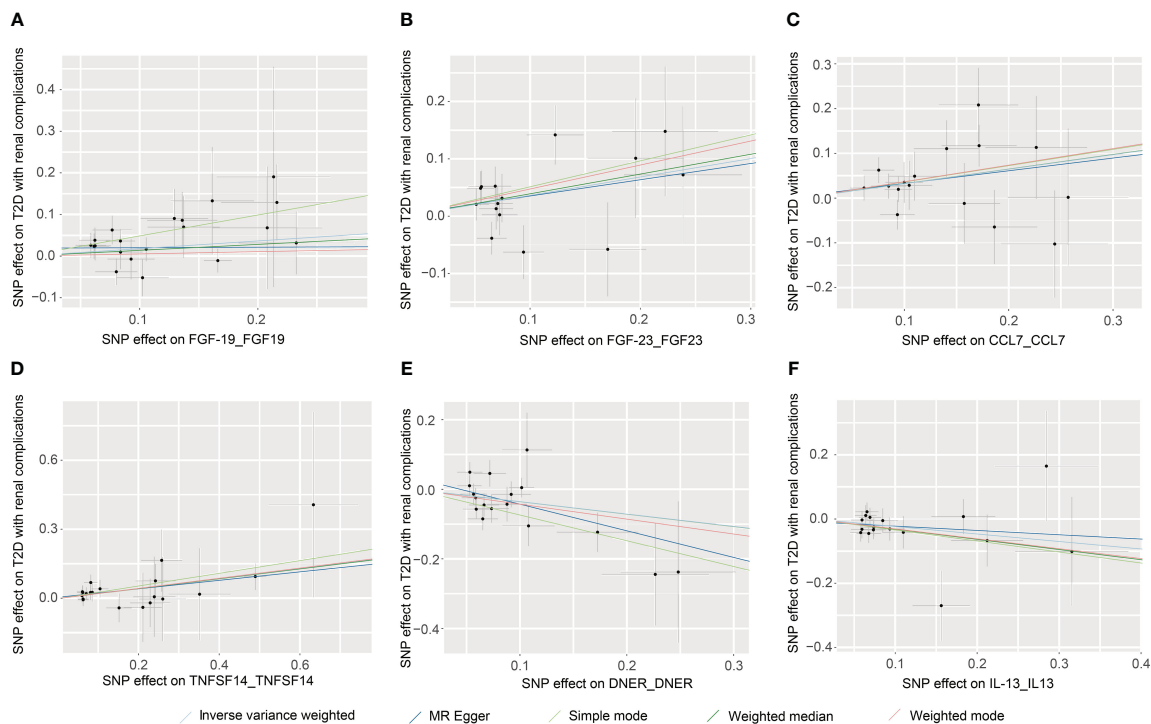 A
B
C
SNP effect on T2D with renal complications
0.4
0.3
0.2
0.1
0.0
−0.1
0.1
0.2
SNP effect on FGF-19_FGF19
SNP effect on T2D with renal complications
0.2
0.1
0.0
−0.1
0.1
0.2
0.3
SNP effect on FGF-23_FGF23
SNP effect on T2D with renal complications
0.3
0.2
0.1
0.0
−0.1
−0.2
0.1
0.2
0.3
SNP effect on CCL7_CCL7
D
E
F
SNP effect on T2D with renal complications
0.6
0.3
0.0
0.2
0.4
0.6
SNP effect on TNFSF14_TNFSF14
SNP effect on T2D with renal complications
0.2
0.0
−0.2
−0.4
0.1
0.2
0.3
SNP effect on DNER_DNER
SNP effect on T2D with renal complications
0.2
0.0
−0.2
−0.4
0.1
0.2
0.3
0.4
SNP effect on IL-13_IL13
Inverse variance weighted
MR Egger
Simple mode
Weighted median
Weighted mode